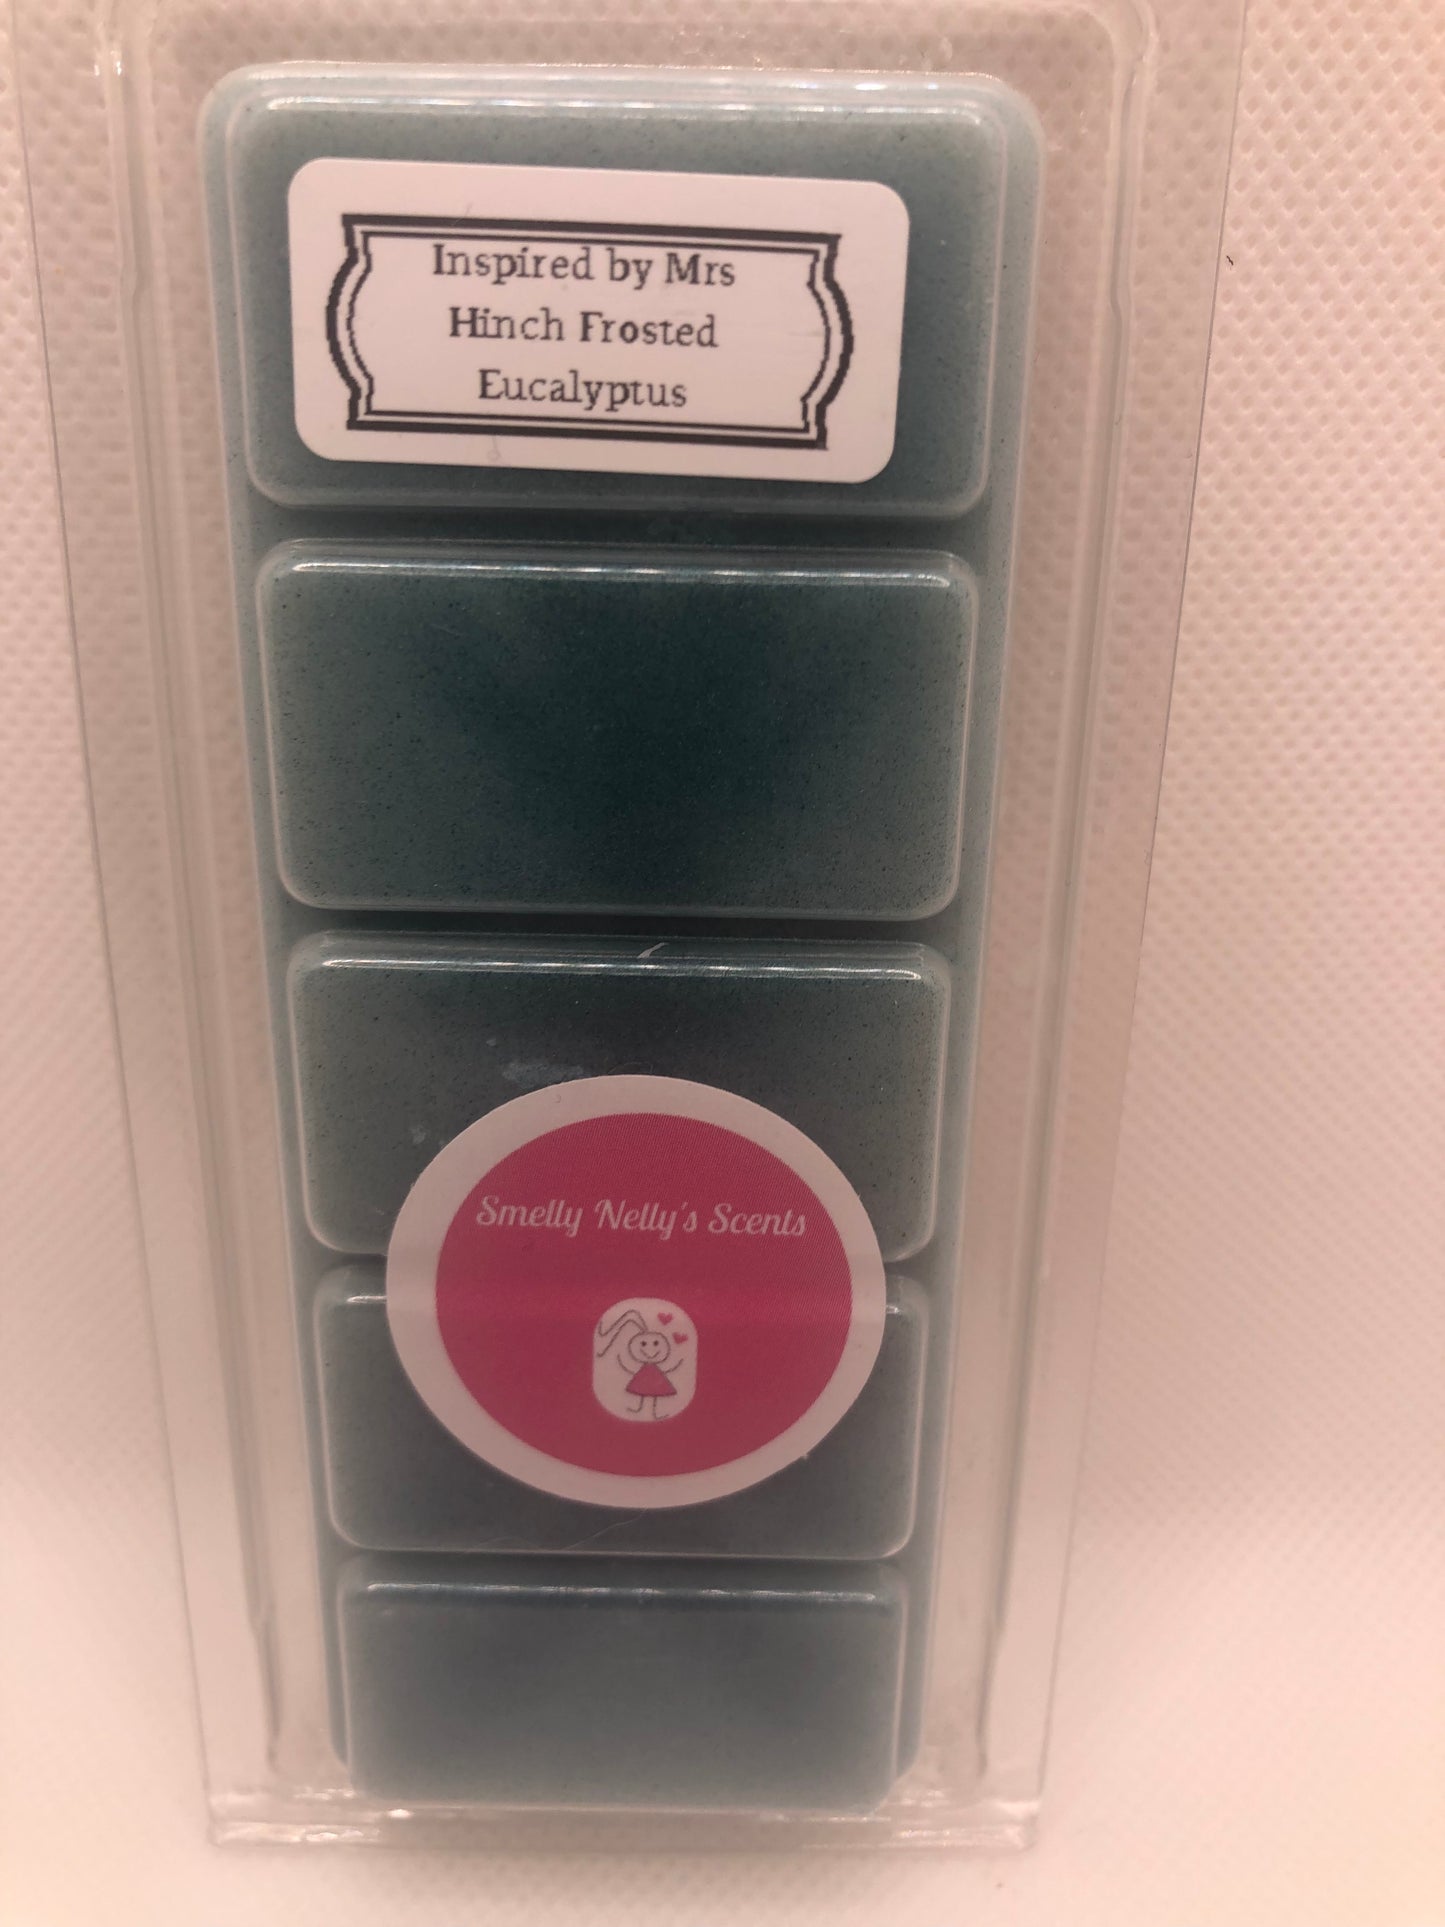 Inspired by Mrs
Hinch Frosted
Eucalyptus
Smelly Nelly's Scents